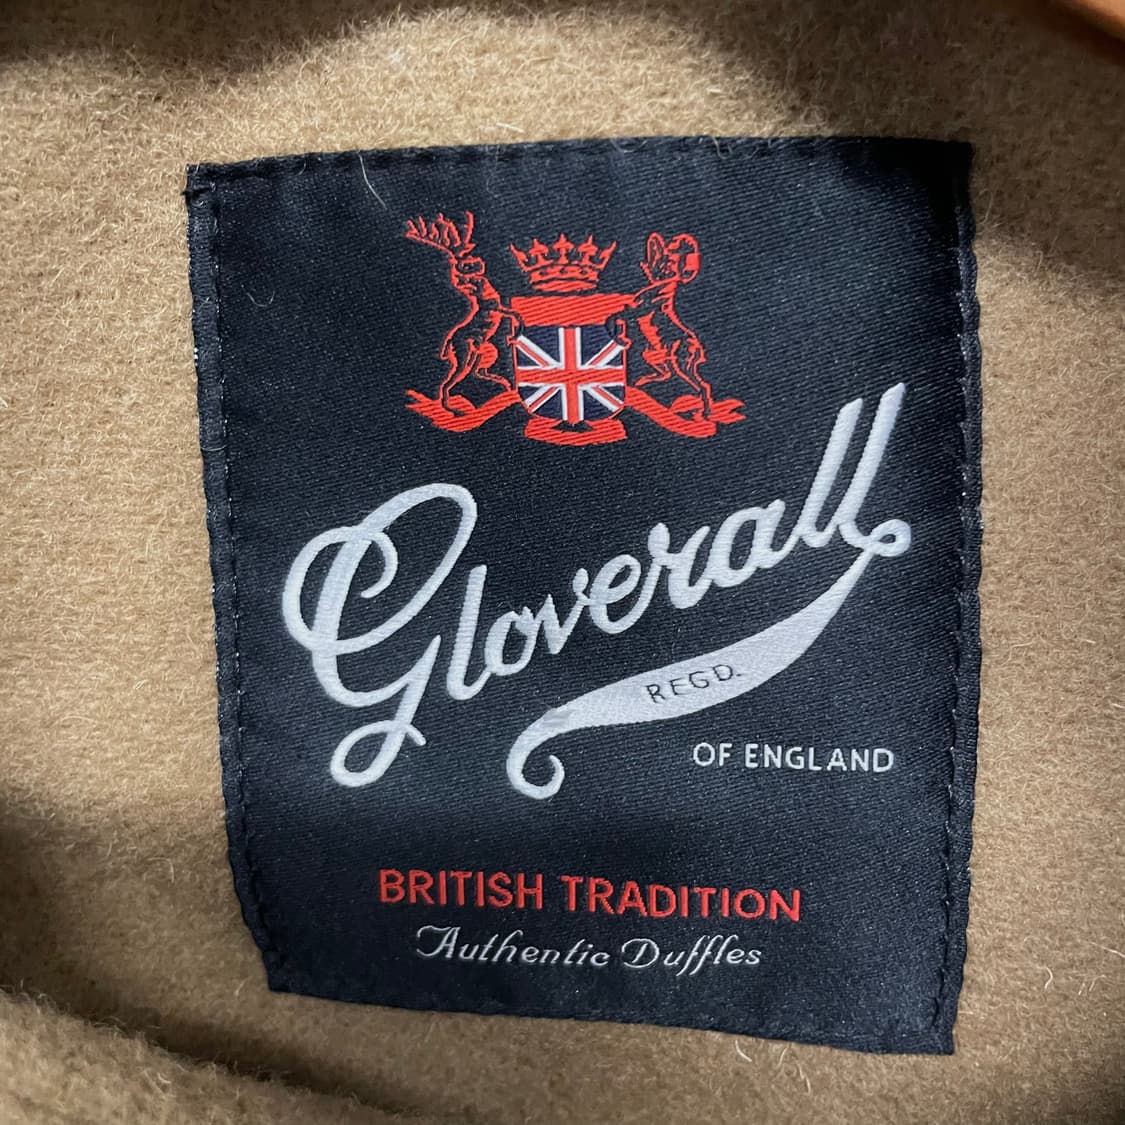 Gloverall
REGD.
OF ENGLAND
BRITISH TRADITION
Authentic Duffles